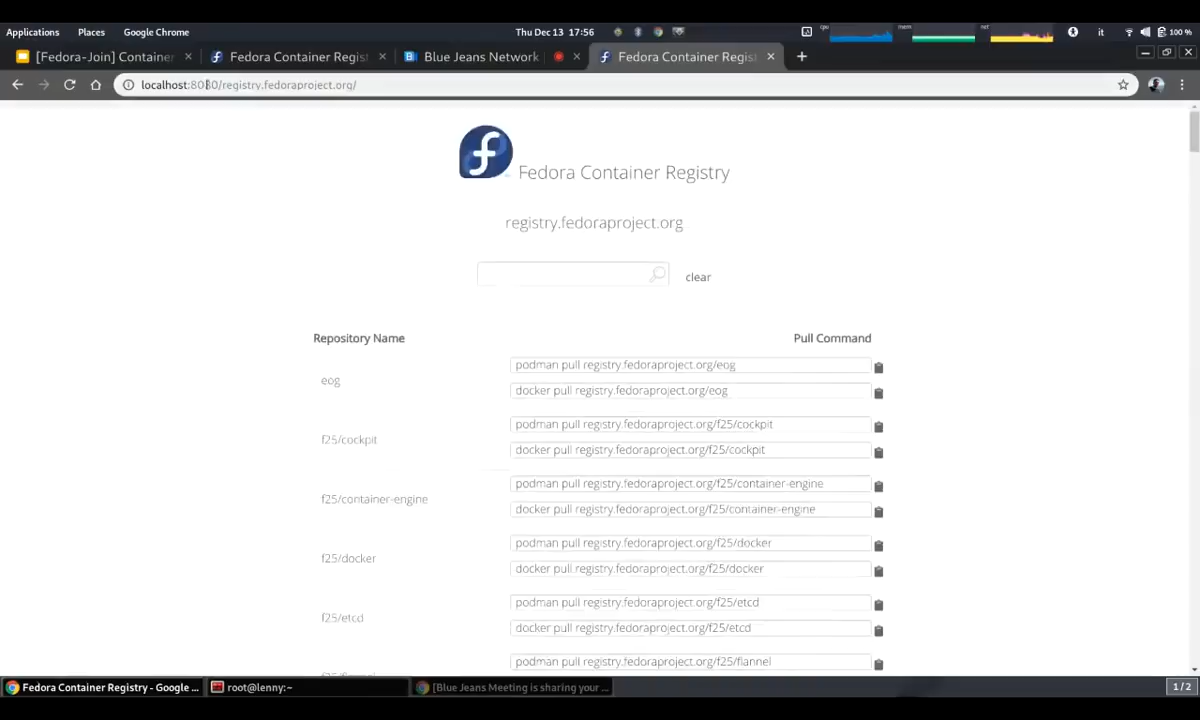 Applications Places Google Chrome Thu Dec 13 17:56 cpu mem net it 100 %
[Fedora-Join] Container Fedora Container Regist Blue Jeans Network Fedora Container Regist
localhost:8080/registry.fedoraproject.org/
Fedora Container Registry
registry.fedoraproject.org
clear
Repository Name Pull Command
podman pull registry.fedoraproject.org/eog
eog
docker pull registry.fedoraproject.org/eog
podman pull registry.fedoraproject.org/f25/cockpit
f25/cockpit
docker pull registry.fedoraproject.org/f25/cockpit
podman pull registry.fedoraproject.org/f25/container-engine
f25/container-engine
docker pull registry.fedoraproject.org/f25/container-engine
podman pull registry.fedoraproject.org/f25/docker
f25/docker
docker pull registry.fedoraproject.org/f25/docker
podman pull registry.fedoraproject.org/f25/etcd
f25/etcd
docker pull registry.fedoraproject.org/f25/etcd
podman pull registry.fedoraproject.org/f25/flannel
Fedora Container Registry - Google ... root@lenny:~ [Blue Jeans Meeting is sharing your ... 1/2